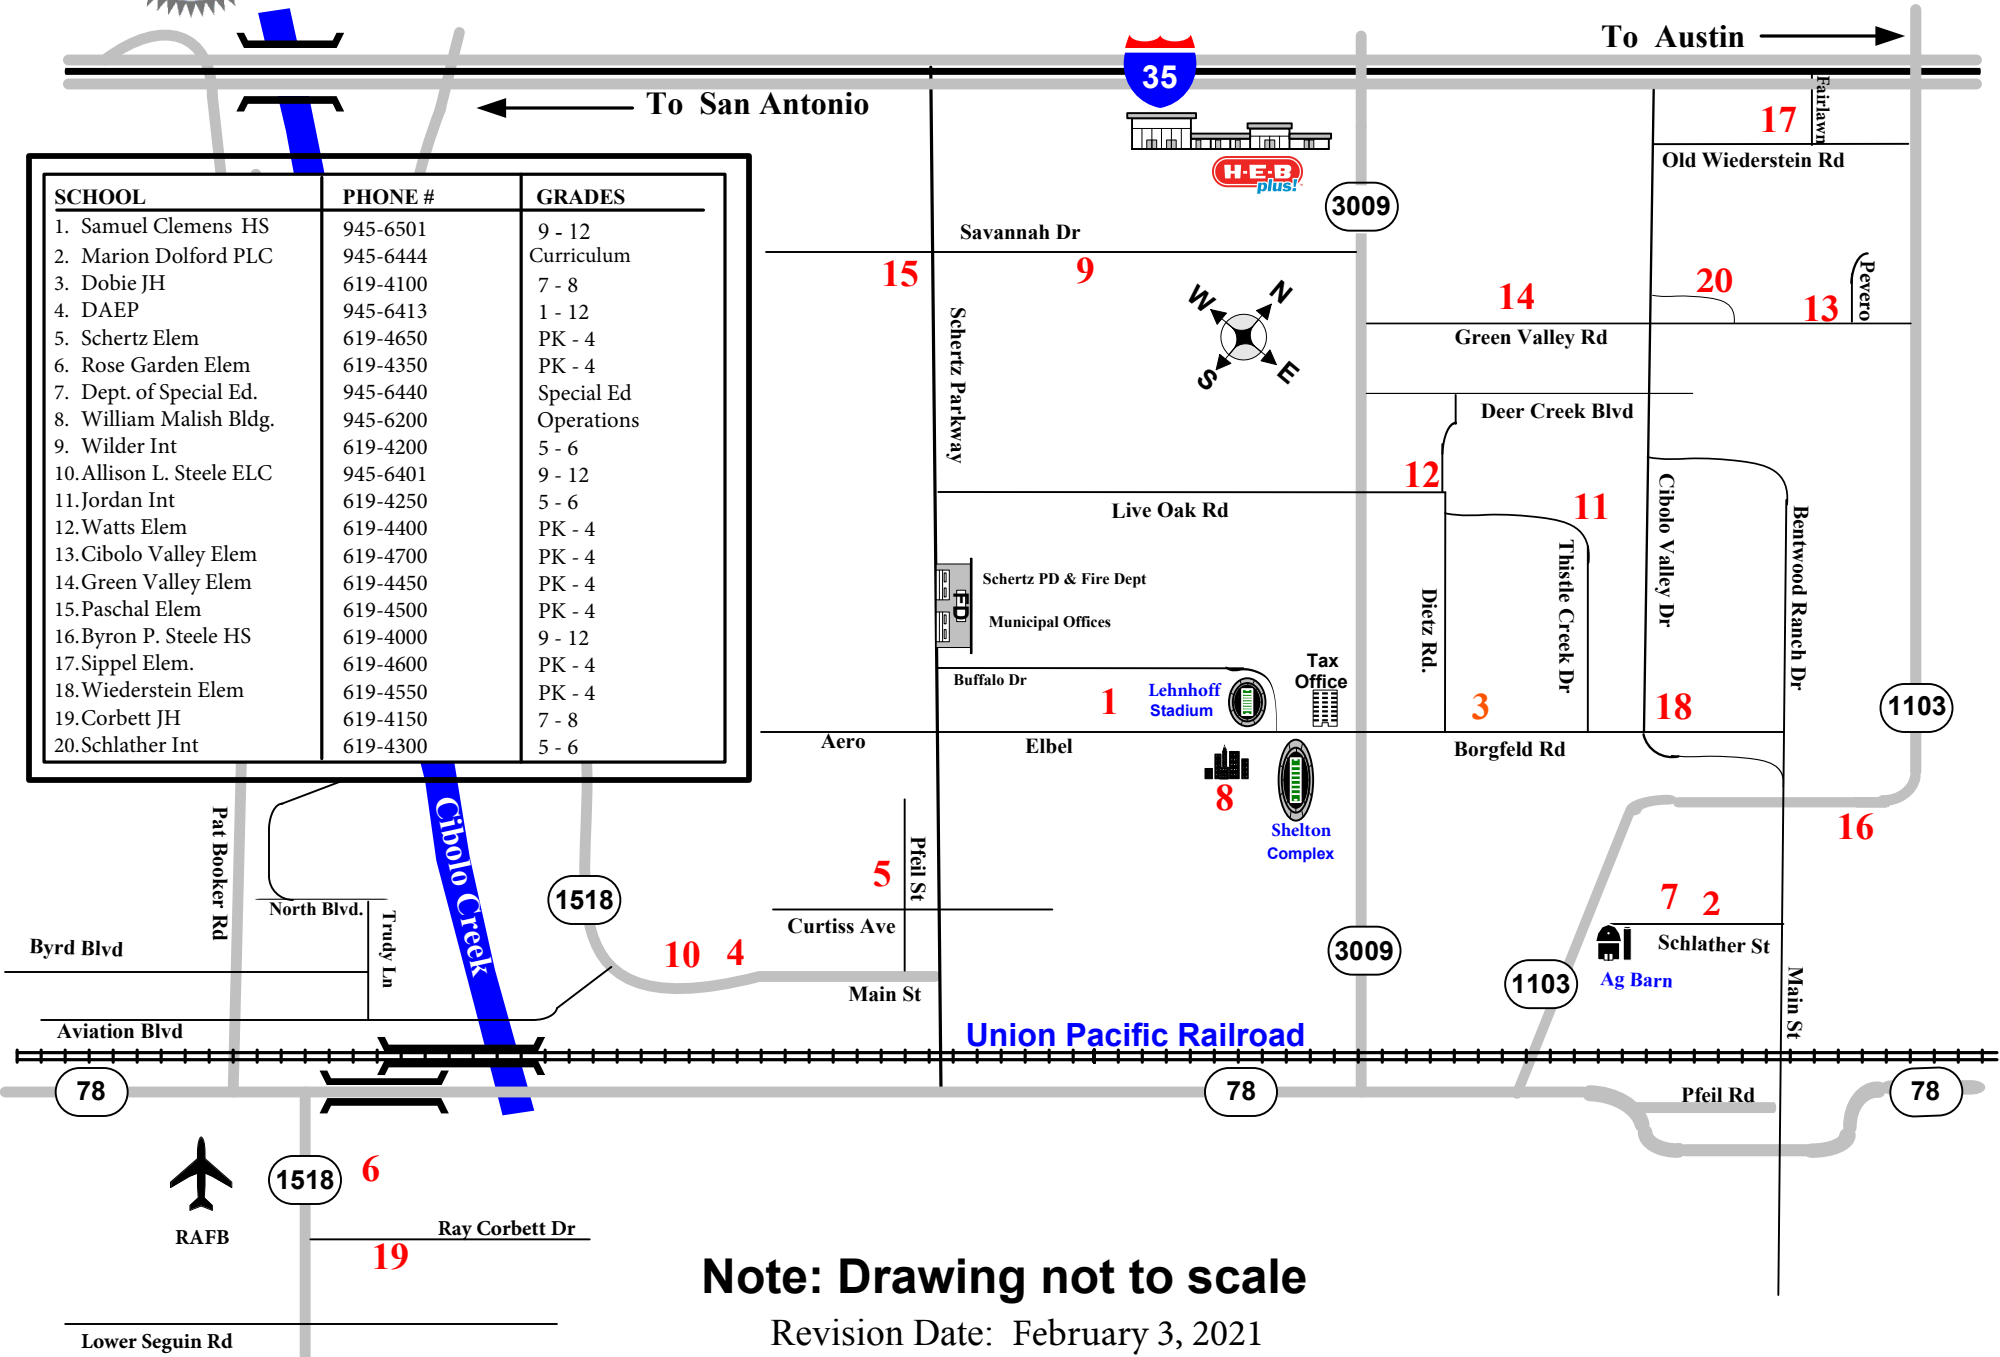 To Austin
35
To San Antonio
Fairlawn
17
Old Wiederstein Rd
H-E-B
plus!
3009
SCHOOL PHONE # GRADES
1. Samuel Clemens HS 945-6501 9 - 12
2. Marion Dolford PLC 945-6444 Curriculum
3. Dobie JH 619-4100 7 - 8
4. DAEP 945-6413 1 - 12
5. Schertz Elem 619-4650 PK - 4
6. Rose Garden Elem 619-4350 PK - 4
7. Dept. of Special Ed. 945-6440 Special Ed
8. William Malish Bldg. 945-6200 Operations
9. Wilder Int 619-4200 5 - 6
10.Allison L. Steele ELC 945-6401 9 - 12
11.Jordan Int 619-4250 5 - 6
12.Watts Elem 619-4400 PK - 4
13.Cibolo Valley Elem 619-4700 PK - 4
14.Green Valley Elem 619-4450 PK - 4
15.Paschal Elem 619-4500 PK - 4
16.Byron P. Steele HS 619-4000 9 - 12
17.Sippel Elem. 619-4600 PK - 4
18.Wiederstein Elem 619-4550 PK - 4
19.Corbett JH 619-4150 7 - 8
20.Schlather Int 619-4300 5 - 6
Savannah Dr
15
9
W
N
S
E
14
20
13
Pevero
Green Valley Rd
Schertz Parkway
Deer Creek Blvd
12
Live Oak Rd
11
Cibolo Valley Dr
Bentwood Ranch Dr
Thistle Creek Dr
Dietz Rd.
FD
Schertz PD & Fire Dept
Municipal Offices
Buffalo Dr
1
Lehnhoff
Stadium
Tax
Office
3
18
1103
Aero
Elbel
Borgfeld Rd
8
Shelton
Complex
16
Pat Booker Rd
Cibolo Creek
5
Pfeil St
1518
North Blvd.
Trudy Ln
Curtiss Ave
7
2
Schlather St
Byrd Blvd
10
4
3009
1103
Ag Barn
Main St
Main St
Aviation Blvd
Union Pacific Railroad
78
78
Pfeil Rd
78
1518
6
RAFB
Ray Corbett Dr
19
Note: Drawing not to scale
Revision Date: February 3, 2021
Lower Seguin Rd